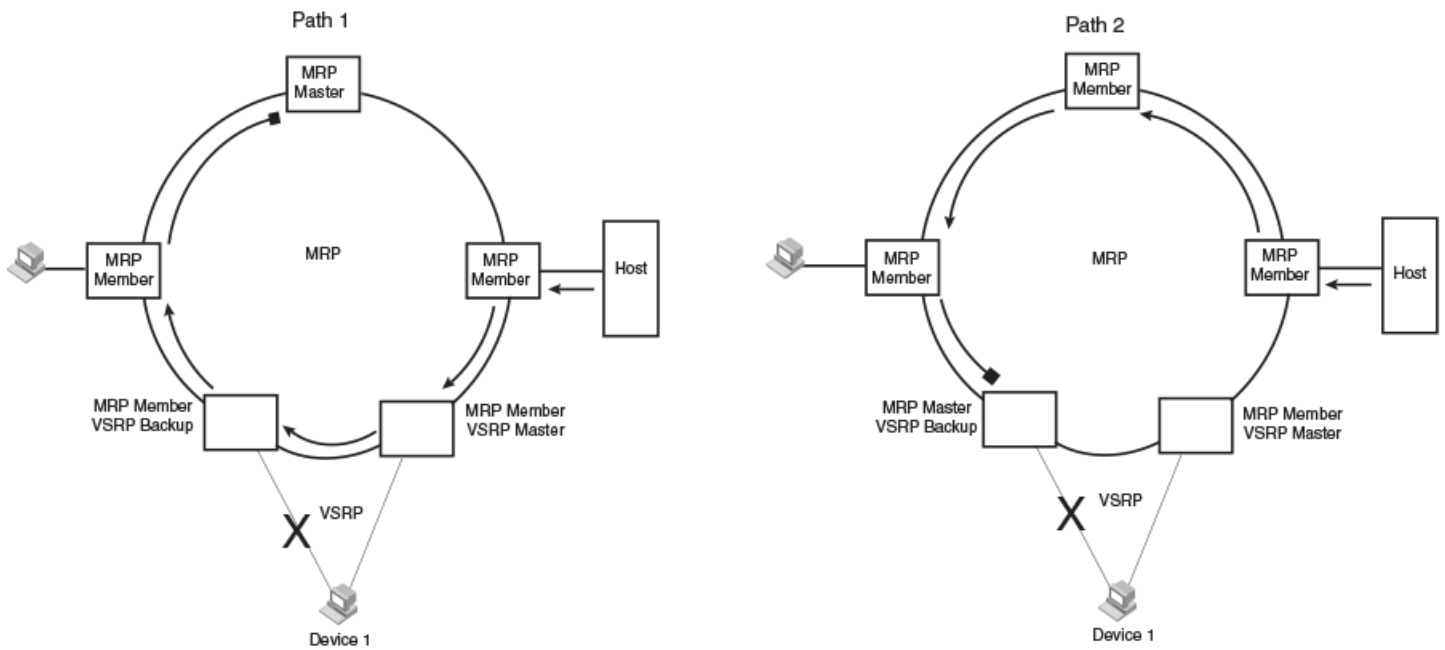 Path 1
MRP
Master
MRP
Member
MRP
MRP
Member
Host
MRP Member
VSRP Backup
MRP Member
VSRP Master
X
VSRP
Device 1
Path 2
MRP
Member
MRP
Member
MRP
MRP
Member
Host
MRP Master
VSRP Backup
MRP Member
VSRP Master
X
VSRP
Device 1